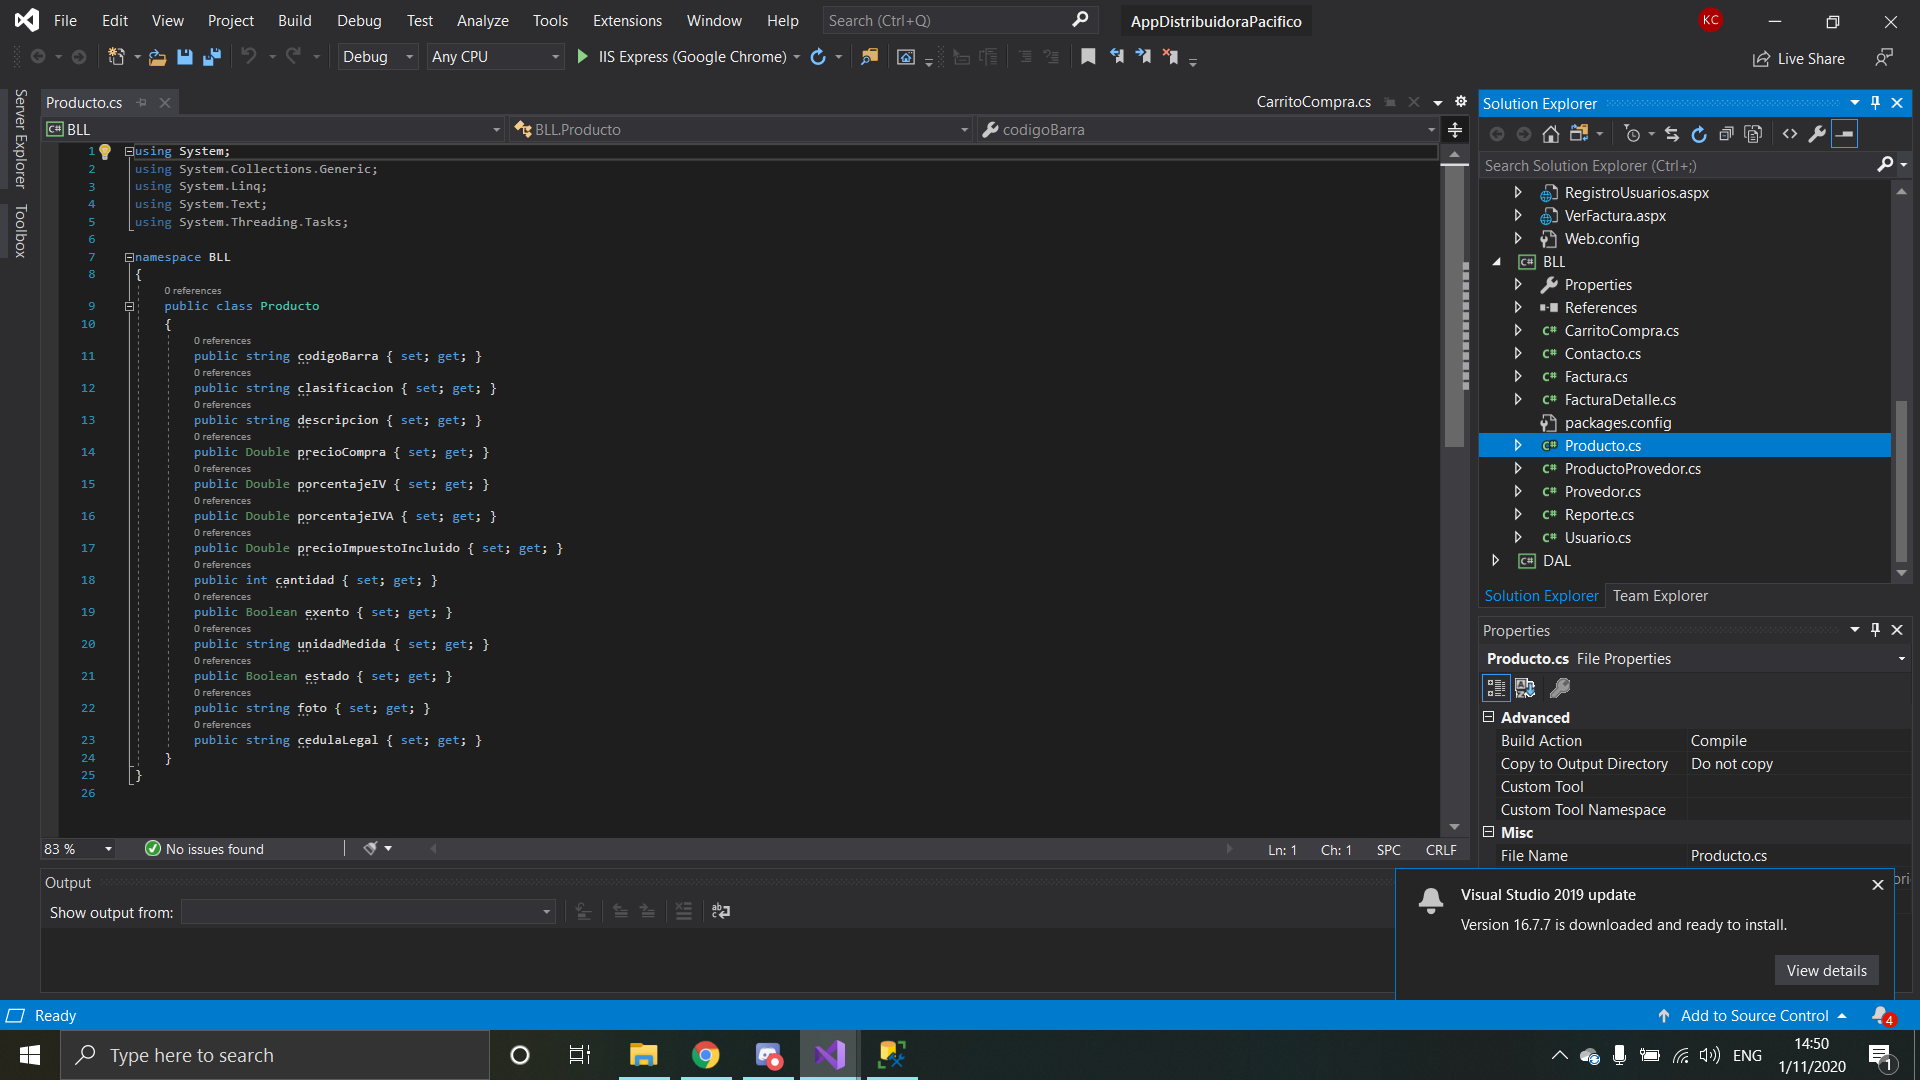 File Edit View Project Build Debug Test Analyze Tools Extensions Window Help Search (Ctrl+Q) AppDistribuidoraPacifico KC
Debug Any CPU IIS Express (Google Chrome) Live Share
Server Explorer
Toolbox
Producto.cs CarritoCompra.cs
BLL BLL.Producto codigoBarra
1 using System;
2 using System.Collections.Generic;
3 using System.Linq;
4 using System.Text;
5 using System.Threading.Tasks;
6
7 namespace BLL
8 {
0 references
9 public class Producto
10 {
0 references
11 public string codigoBarra { set; get; }
0 references
12 public string clasificacion { set; get; }
0 references
13 public string descripcion { set; get; }
0 references
14 public Double precioCompra { set; get; }
0 references
15 public Double porcentajeIV { set; get; }
0 references
16 public Double porcentajeIVA { set; get; }
0 references
17 public Double precioImpuestoIncluido { set; get; }
0 references
18 public int cantidad { set; get; }
0 references
19 public Boolean exento { set; get; }
0 references
20 public string unidadMedida { set; get; }
0 references
21 public Boolean estado { set; get; }
0 references
22 public string foto { set; get; }
0 references
23 public string cedulaLegal { set; get; }
24 }
25 }
26
83 % No issues found Ln: 1 Ch: 1 SPC CRLF
Output
Show output from:
Solution Explorer
Search Solution Explorer (Ctrl+;)
RegistroUsuarios.aspx
VerFactura.aspx
Web.config
C# BLL
Properties
References
C# CarritoCompra.cs
C# Contacto.cs
C# Factura.cs
C# FacturaDetalle.cs
packages.config
C# Producto.cs
C# ProductoProvedor.cs
C# Provedor.cs
C# Reporte.cs
C# Usuario.cs
C# DAL
Solution Explorer Team Explorer
Properties
Producto.cs File Properties
Advanced
Build Action Compile
Copy to Output Directory Do not copy
Custom Tool
Custom Tool Namespace
Misc
File Name Producto.cs
Visual Studio 2019 update
Version 16.7.7 is downloaded and ready to install.
View details
Ready Add to Source Control 4
Type here to search ENG 14:50
1/11/2020 1